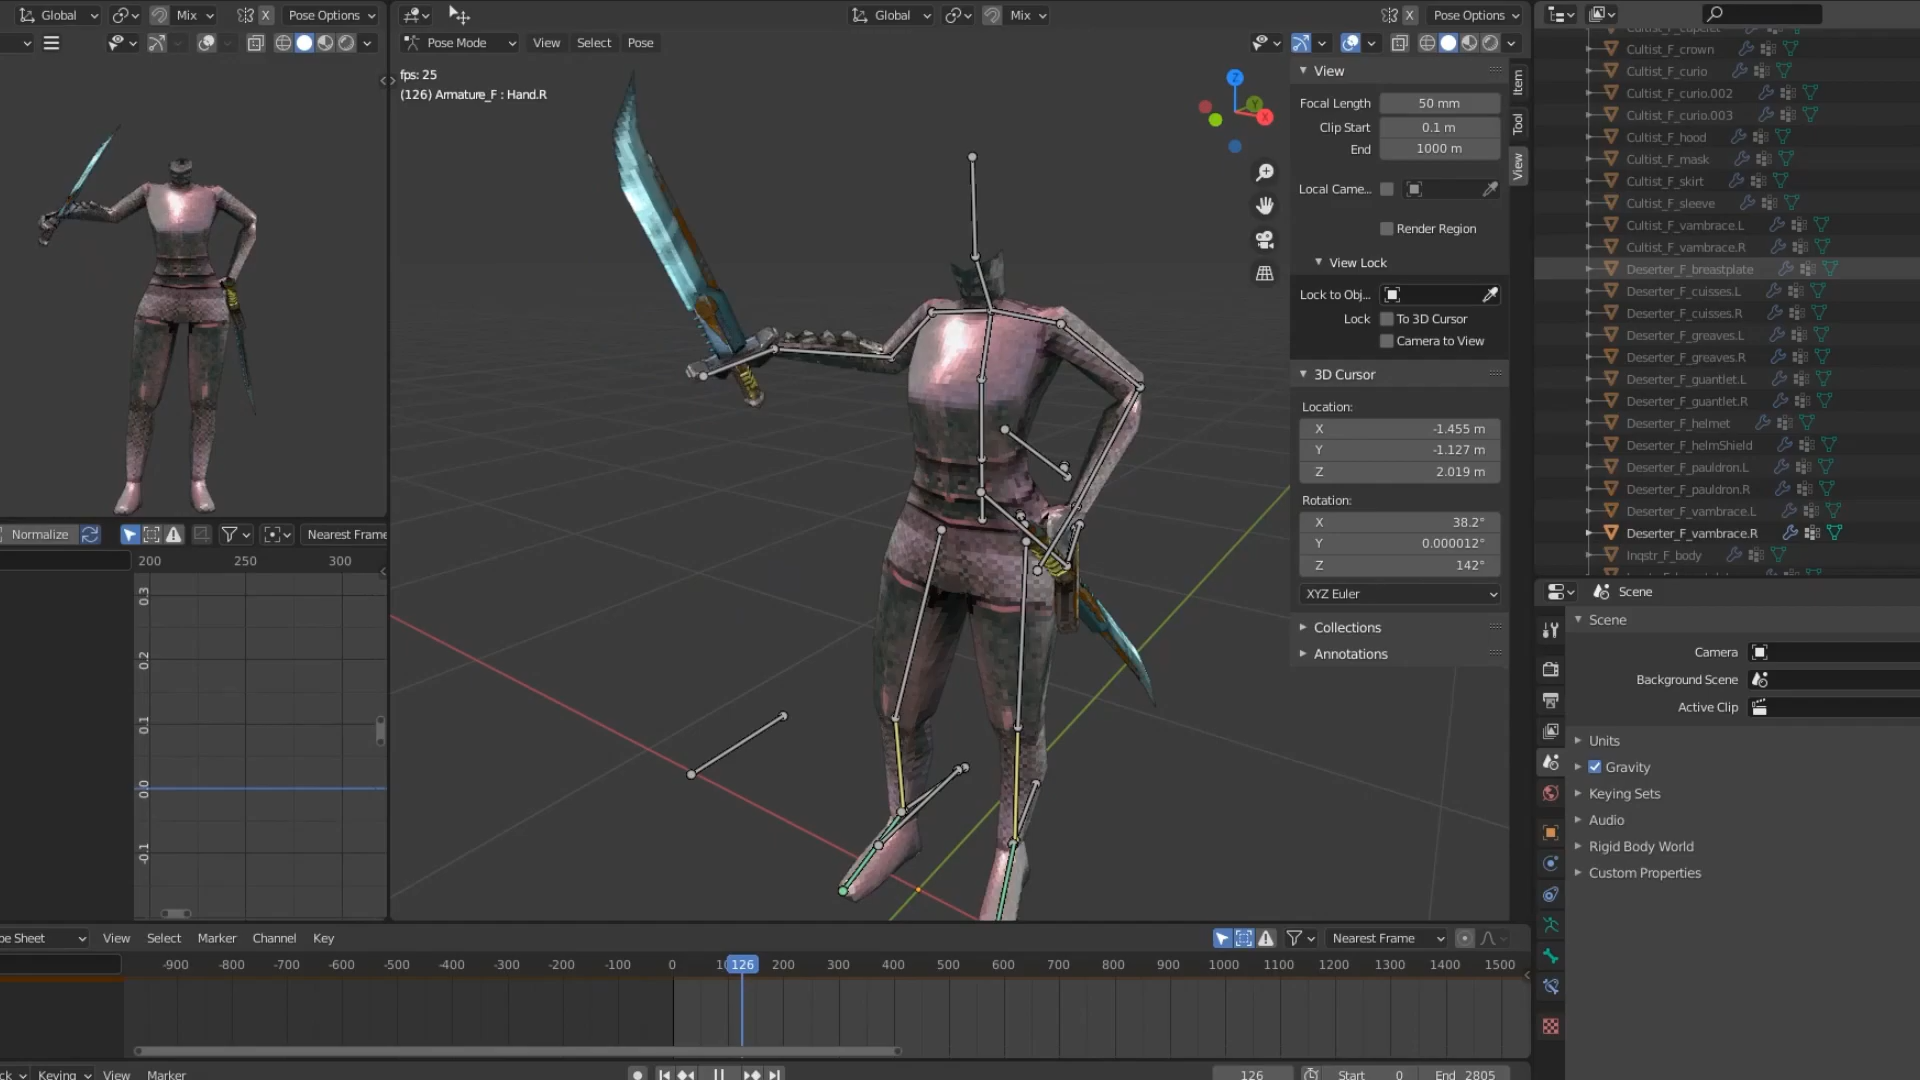 Global
Mix
X
Pose Options
Global
Mix
X
Pose Options
Pose Mode
View
Select
Pose
fps: 25
(126) Armature_F : Hand.R
Z
Y
X
View
Focal Length 50 mm
Clip Start 0.1 m
End 1000 m
Local Came...
Render Region
View Lock
Lock to Obj...
Lock To 3D Cursor
Camera to View
3D Cursor
Location:
X -1.455 m
Y -1.127 m
Z 2.019 m
Rotation:
X 38.2°
Y 0.000012°
Z 142°
XYZ Euler
Collections
Annotations
Item
Tool
View
Cultist_F_crown
Cultist_F_curio
Cultist_F_curio.002
Cultist_F_curio.003
Cultist_F_hood
Cultist_F_mask
Cultist_F_skirt
Cultist_F_sleeve
Cultist_F_vambrace.L
Cultist_F_vambrace.R
Deserter_F_breastplate
Deserter_F_cuisses.L
Deserter_F_cuisses.R
Deserter_F_greaves.L
Deserter_F_greaves.R
Deserter_F_guantlet.L
Deserter_F_guantlet.R
Deserter_F_helmet
Deserter_F_helmShield
Deserter_F_pauldron.L
Deserter_F_pauldron.R
Deserter_F_vambrace.L
Deserter_F_vambrace.R
Inqstr_F_body
Scene
Scene
Camera
Background Scene
Active Clip
Units
Gravity
Keying Sets
Audio
Rigid Body World
Custom Properties
Normalize
Nearest Frame
200 250 300
0.3
0.2
0.1
0.0
-0.1
pe Sheet
View
Select
Marker
Channel
Key
Nearest Frame
-900 -800 -700 -600 -500 -400 -300 -200 -100 0 126 200 300 400 500 600 700 800 900 1000 1100 1200 1300 1400 1500
Keying
View
Marker
126
Start 0
End 2805